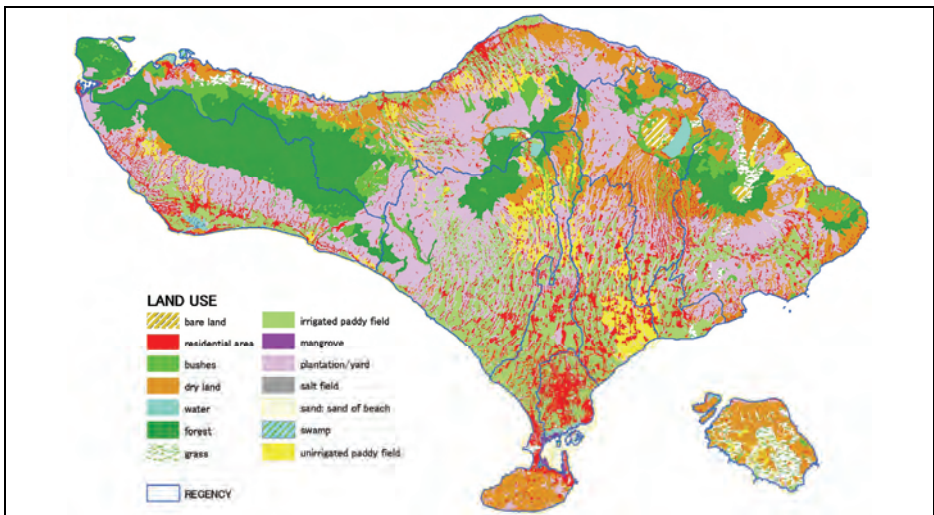 LAND USE
bare land
residential area
bushes
dry land
water
forest
grass
irrigated paddy field
mangrove
plantation/yard
salt field
sand: sand of beach
swamp
unirrigated paddy field
REGENCY